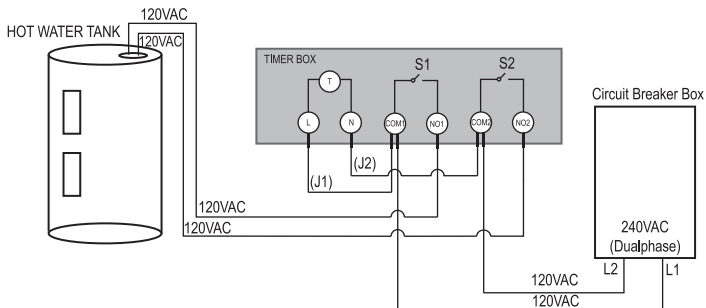 120VAC
HOT WATER TANK
120VAC
TIMER BOX
S1
S2
T
Circuit Breaker Box
L
N
COM1
NO1
COM2
NO2
(J1)
(J2)
120VAC
120VAC
240VAC
(Dualphase)
L2
L1
120VAC
120VAC